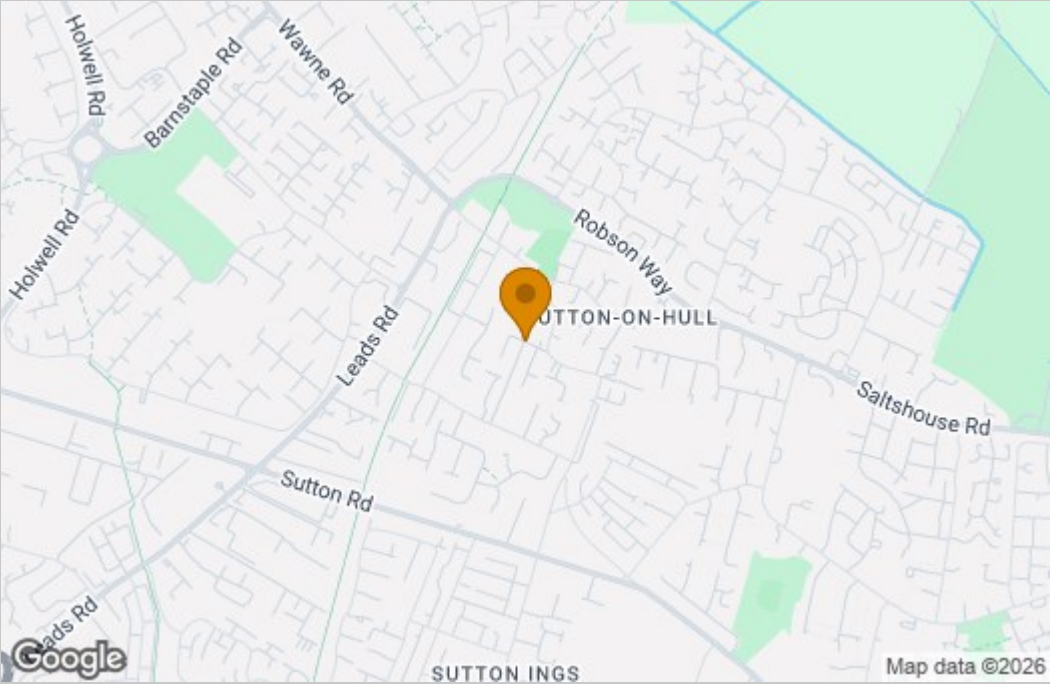 Holwell Rd
Barnstaple Rd
Wawne Rd
Holwell Rd
Robson Way
UTTON-ON-HULL
Leads Rd
Saltshouse Rd
Sutton Rd
ads Rd
SUTTON INGS
Google
Map data ©2026